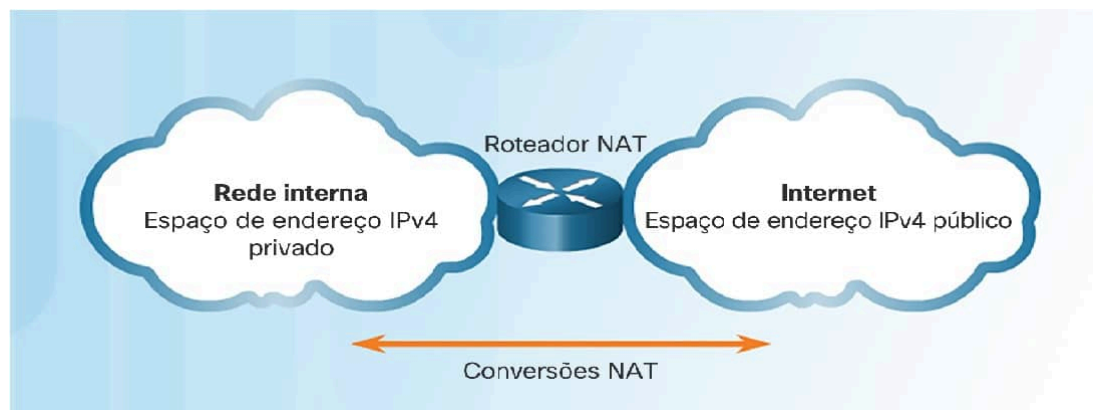 Roteador NAT
Rede interna
Espaço de endereço IPv4
privado
Internet
Espaço de endereço IPv4 público
Conversões NAT